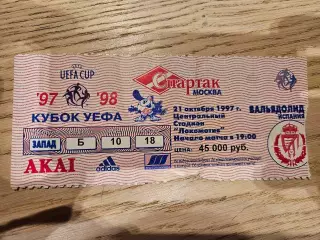 UEFA CUP
'97 '98
КУБОК УЕФА
ЗАПАД Б 10 18
AKAI adidas
Спартак
МОСКВА
21 октября 1997 г.
Центральный
Стадион
"Локомотив"
Начало матча в 19:00
ЦЕНА: 45 000 руб.
ВАЛЬЯДОЛИД
ИСПАНИЯ